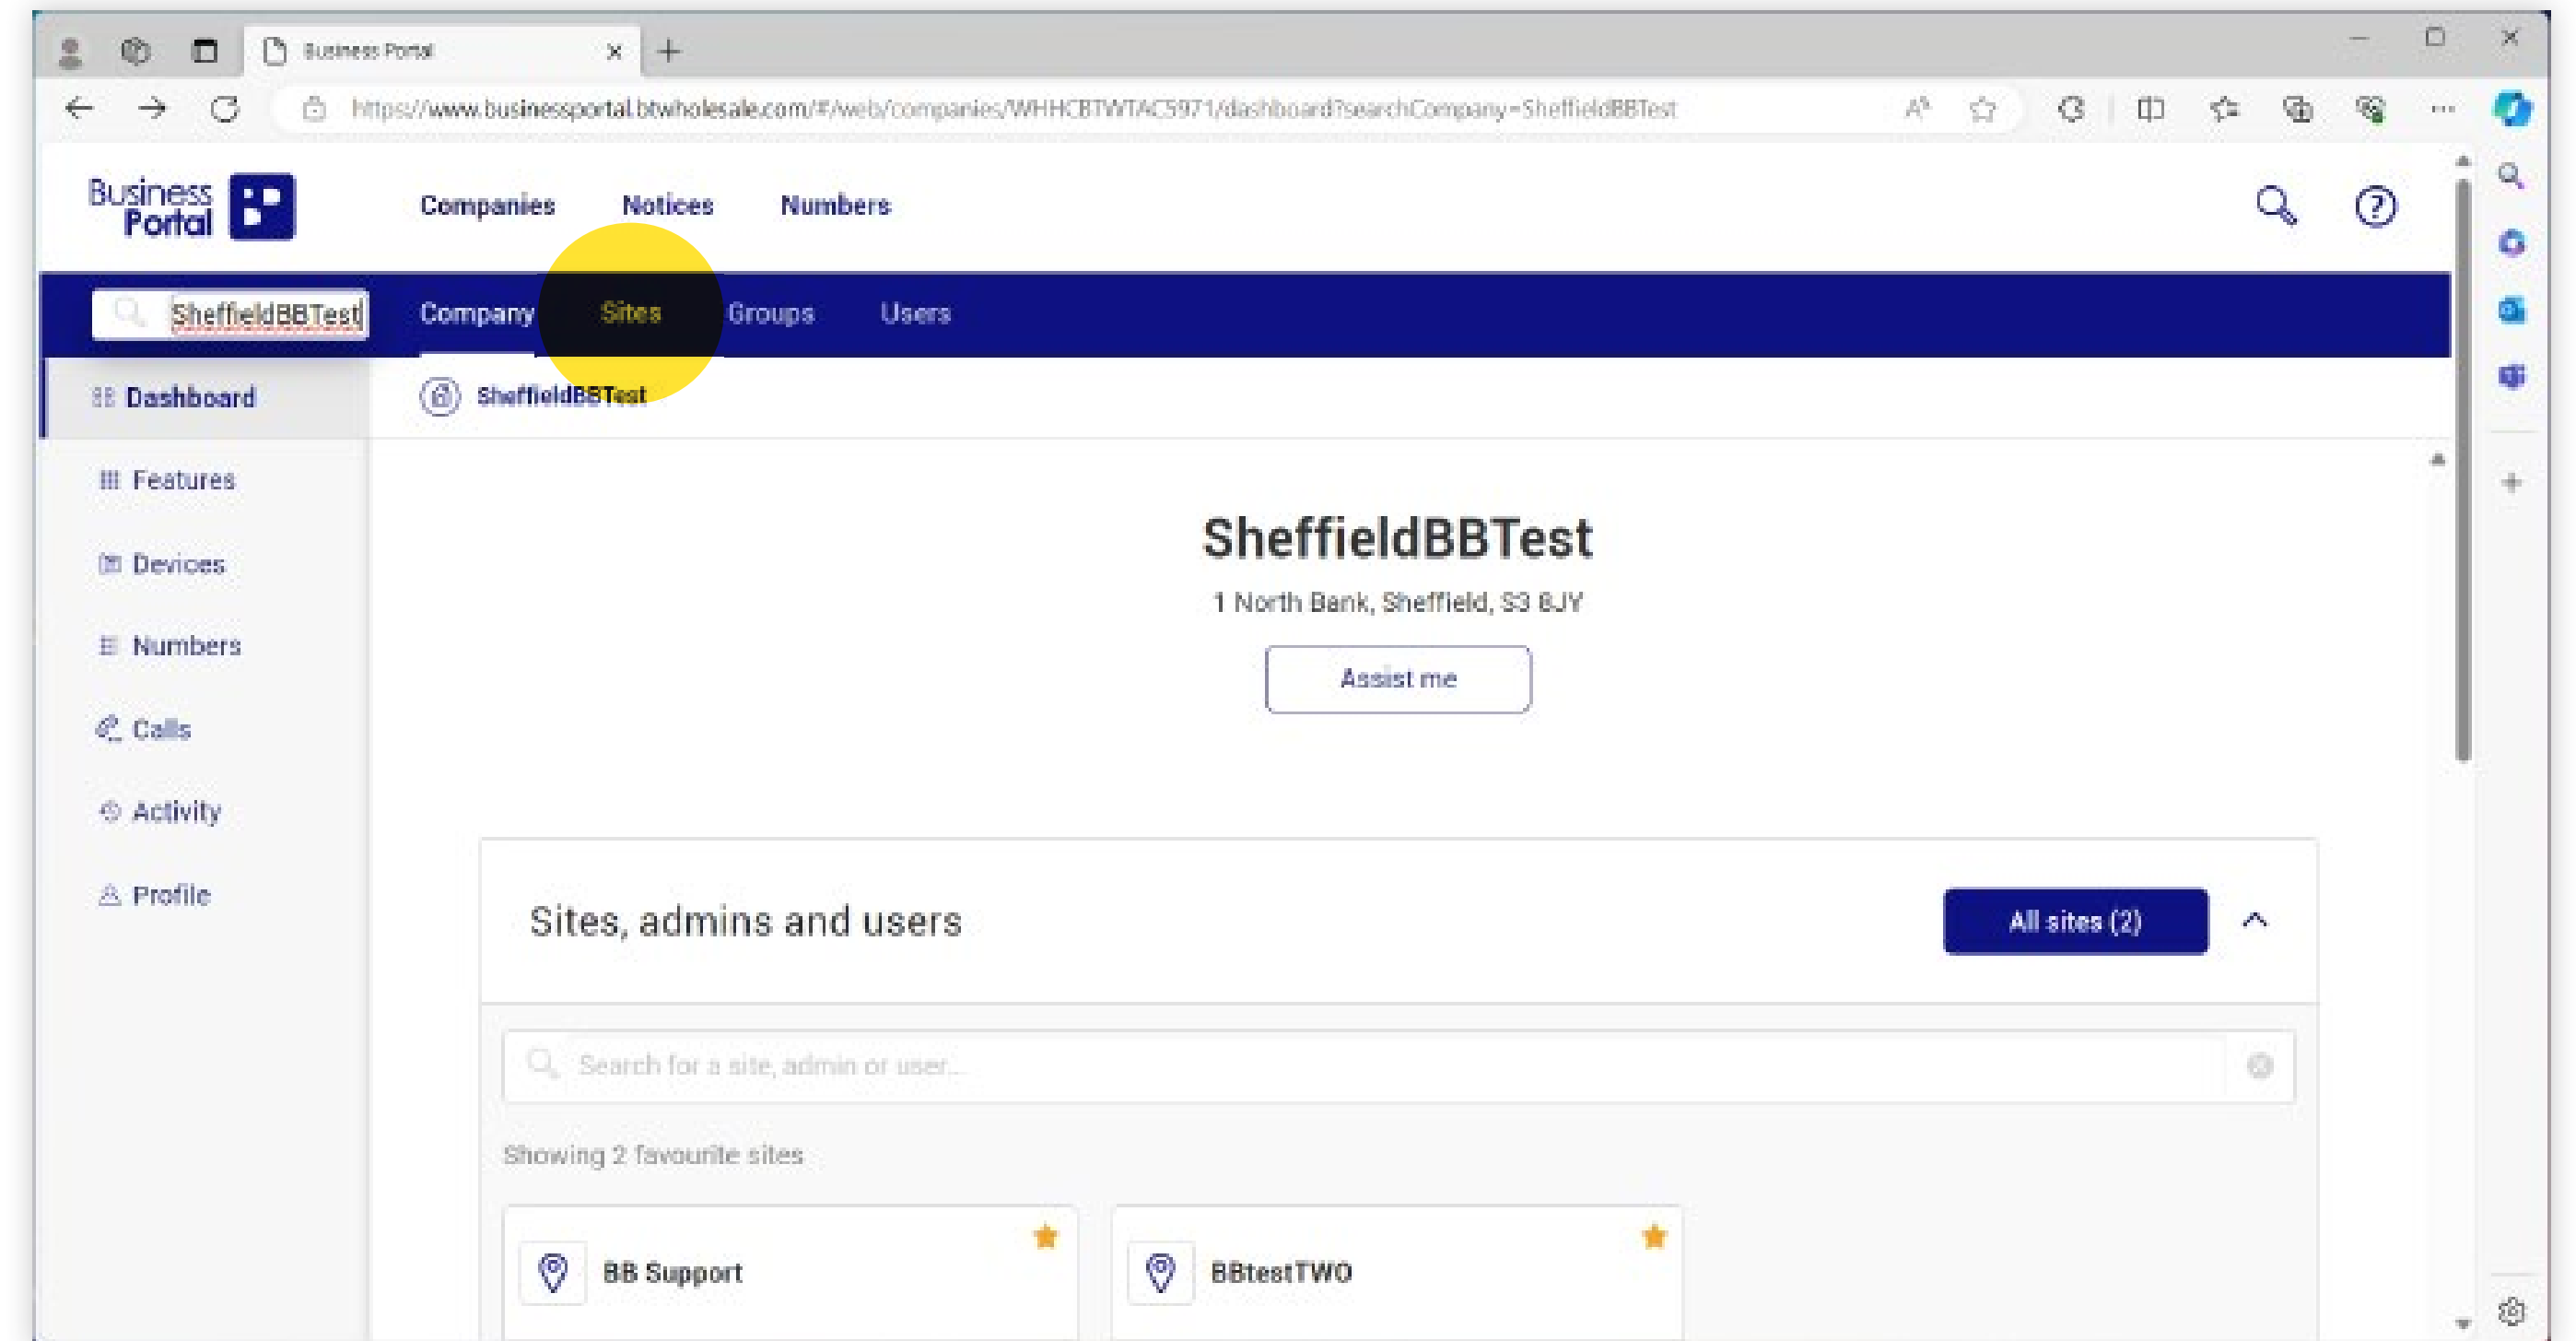 Business Portal
https://www.businessportal.btwholesale.com/#/web/companies/WHHCBTWTAC5971/dashboard?searchCompany=SheffieldBBTest
Business
Portal
Companies Notices Numbers
SheffieldBBTest Company Sites Groups Users
Dashboard
SheffieldBBTest
Features
Devices
Numbers
Calls
Activity
Profile
SheffieldBBTest
1 North Bank, Sheffield, S3 8JY
Assist me
Sites, admins and users
All sites (2)
Search for a site, admin or user...
Showing 2 favourite sites
BB Support
BBtestTWO